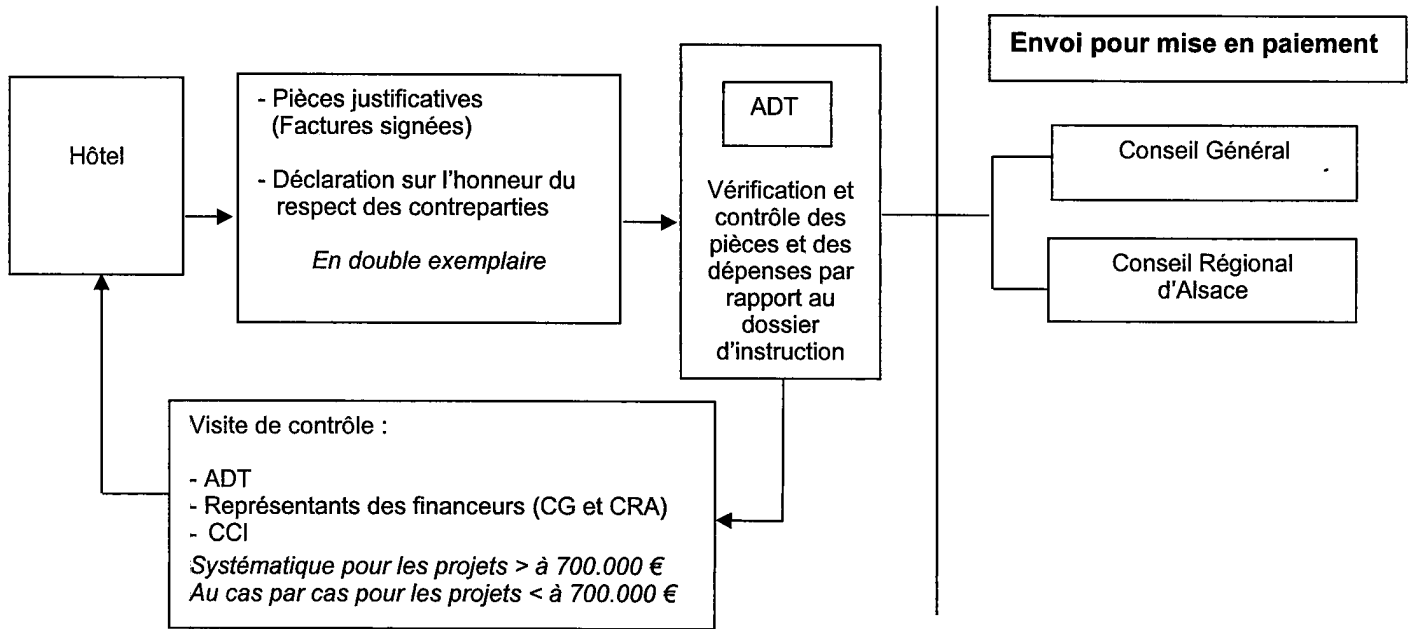 Hôtel
- Pièces justificatives
(Factures signées)
- Déclaration sur l'honneur du
respect des contreparties
En double exemplaire
ADT
Vérification et
contrôle des
pièces et des
dépenses par
rapport au
dossier
d'instruction
Envoi pour mise en paiement
Conseil Général
Conseil Régional
d'Alsace
Visite de contrôle :
- ADT
- Représentants des financeurs (CG et CRA)
- CCI
Systématique pour les projets > à 700.000 €
Au cas par cas pour les projets < à 700.000 €